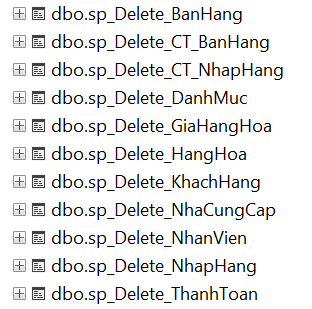 dbo.sp_Delete_BanHang
dbo.sp_Delete_CT_BanHang
dbo.sp_Delete_CT_NhapHang
dbo.sp_Delete_DanhMuc
dbo.sp_Delete_GiaHangHoa
dbo.sp_Delete_HangHoa
dbo.sp_Delete_KhachHang
dbo.sp_Delete_NhaCungCap
dbo.sp_Delete_NhanVien
dbo.sp_Delete_NhapHang
dbo.sp_Delete_ThanhToan